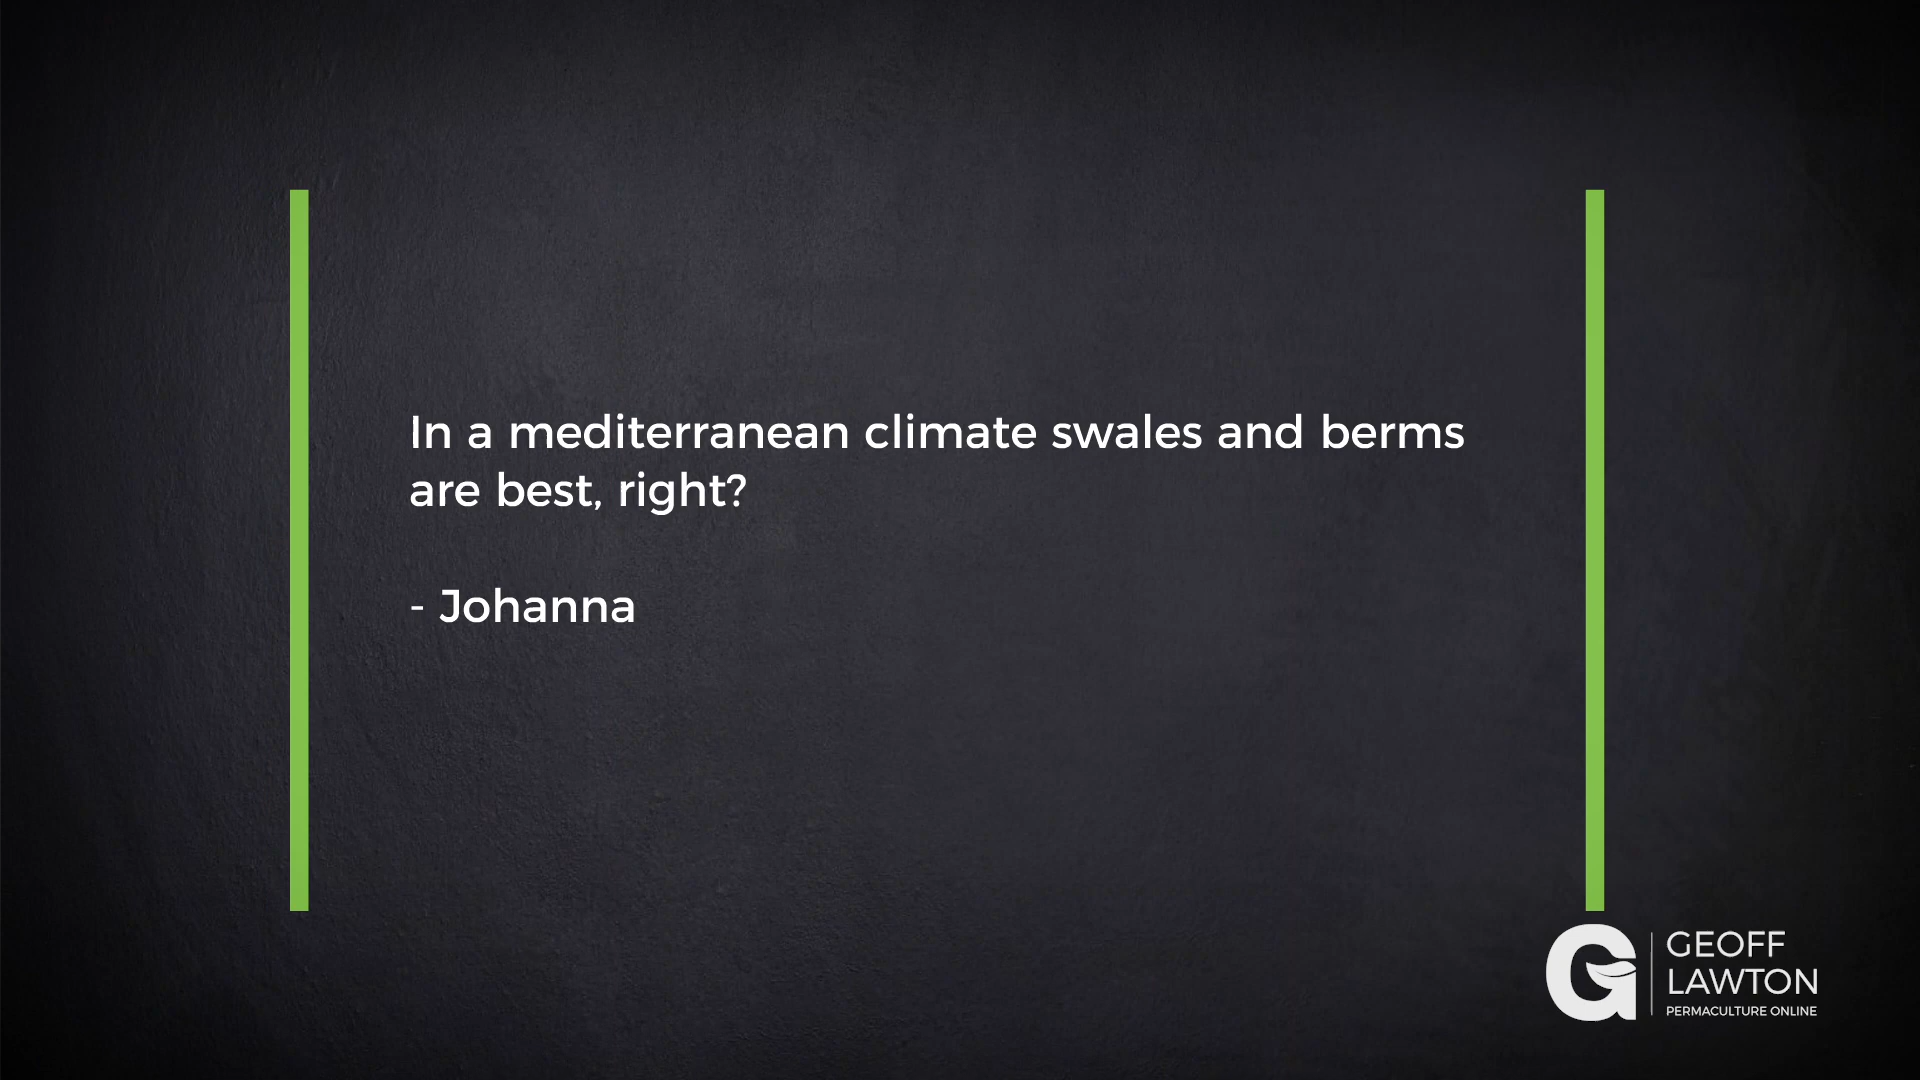 In a mediterranean climate swales and berms
are best, right?
- Johanna
GEOFF
LAWTON
PERMACULTURE ONLINE